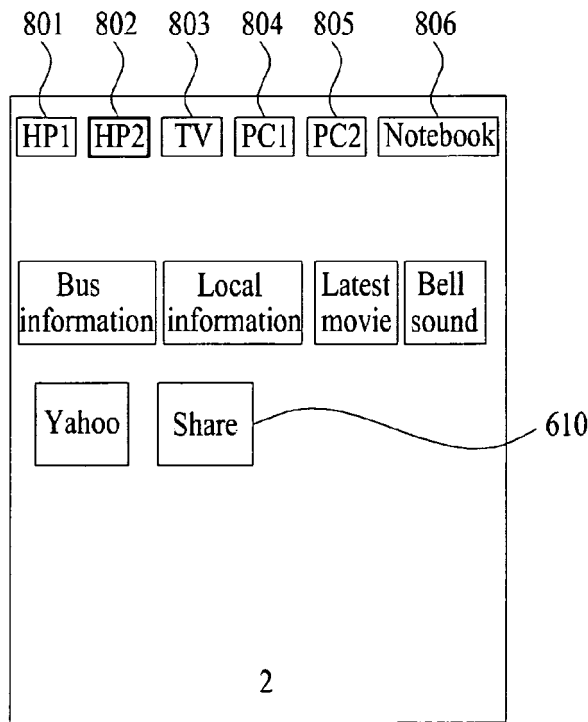 801 802 803 804 805 806
HP1 HP2 TV PC1 PC2 Notebook
Bus information Local information Latest movie Bell sound
Yahoo Share 610
2